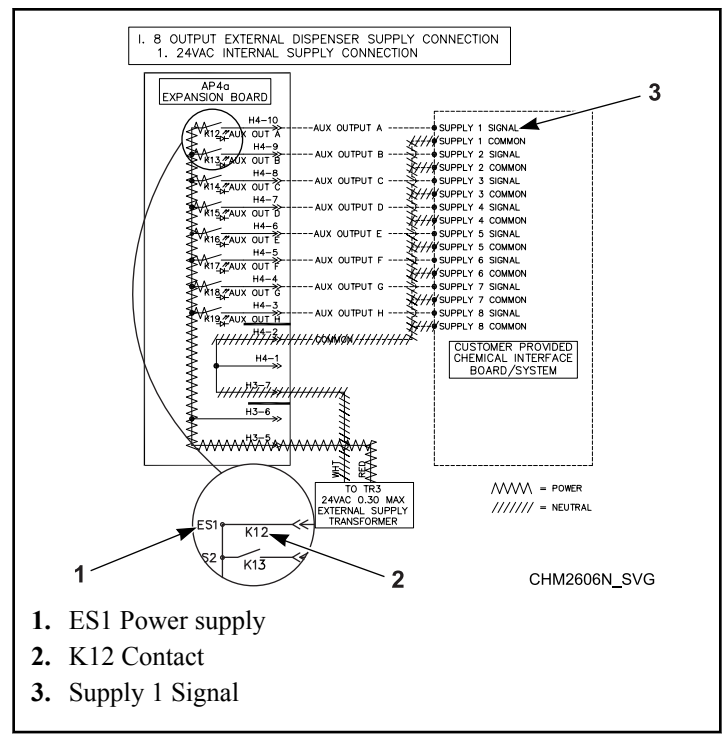 I. 8 OUTPUT EXTERNAL DISPENSER SUPPLY CONNECTION
1. 24VAC INTERNAL SUPPLY CONNECTION
AP4a
EXPANSION BOARD
3
H4-10
K12 AUX OUT A
AUX OUTPUT A
SUPPLY 1 SIGNAL
SUPPLY 1 COMMON
H4-9
K13 AUX OUT B
AUX OUTPUT B
SUPPLY 2 SIGNAL
SUPPLY 2 COMMON
H4-8
K14 AUX OUT C
AUX OUTPUT C
SUPPLY 3 SIGNAL
SUPPLY 3 COMMON
H4-7
K15 AUX OUT D
AUX OUTPUT D
SUPPLY 4 SIGNAL
SUPPLY 4 COMMON
H4-6
K16 AUX OUT E
AUX OUTPUT E
SUPPLY 5 SIGNAL
SUPPLY 5 COMMON
H4-5
K17 AUX OUT F
AUX OUTPUT F
SUPPLY 6 SIGNAL
SUPPLY 6 COMMON
H4-4
K18 AUX OUT G
AUX OUTPUT G
SUPPLY 7 SIGNAL
SUPPLY 7 COMMON
H4-3
K19 AUX OUT H
AUX OUTPUT H
SUPPLY 8 SIGNAL
SUPPLY 8 COMMON
H4-2
COMMON
CUSTOMER PROVIDED
CHEMICAL INTERFACE
BOARD/SYSTEM
H4-1
H3-7
H3-6
H3-5
WHT
RED
TO TR3
24VAC 0.30 MAX
EXTERNAL SUPPLY
TRANSFORMER
= POWER
= NEUTRAL
ES1
K12
S2
K13
1
2
CHM2606N_SVG
1. ES1 Power supply
2. K12 Contact
3. Supply 1 Signal